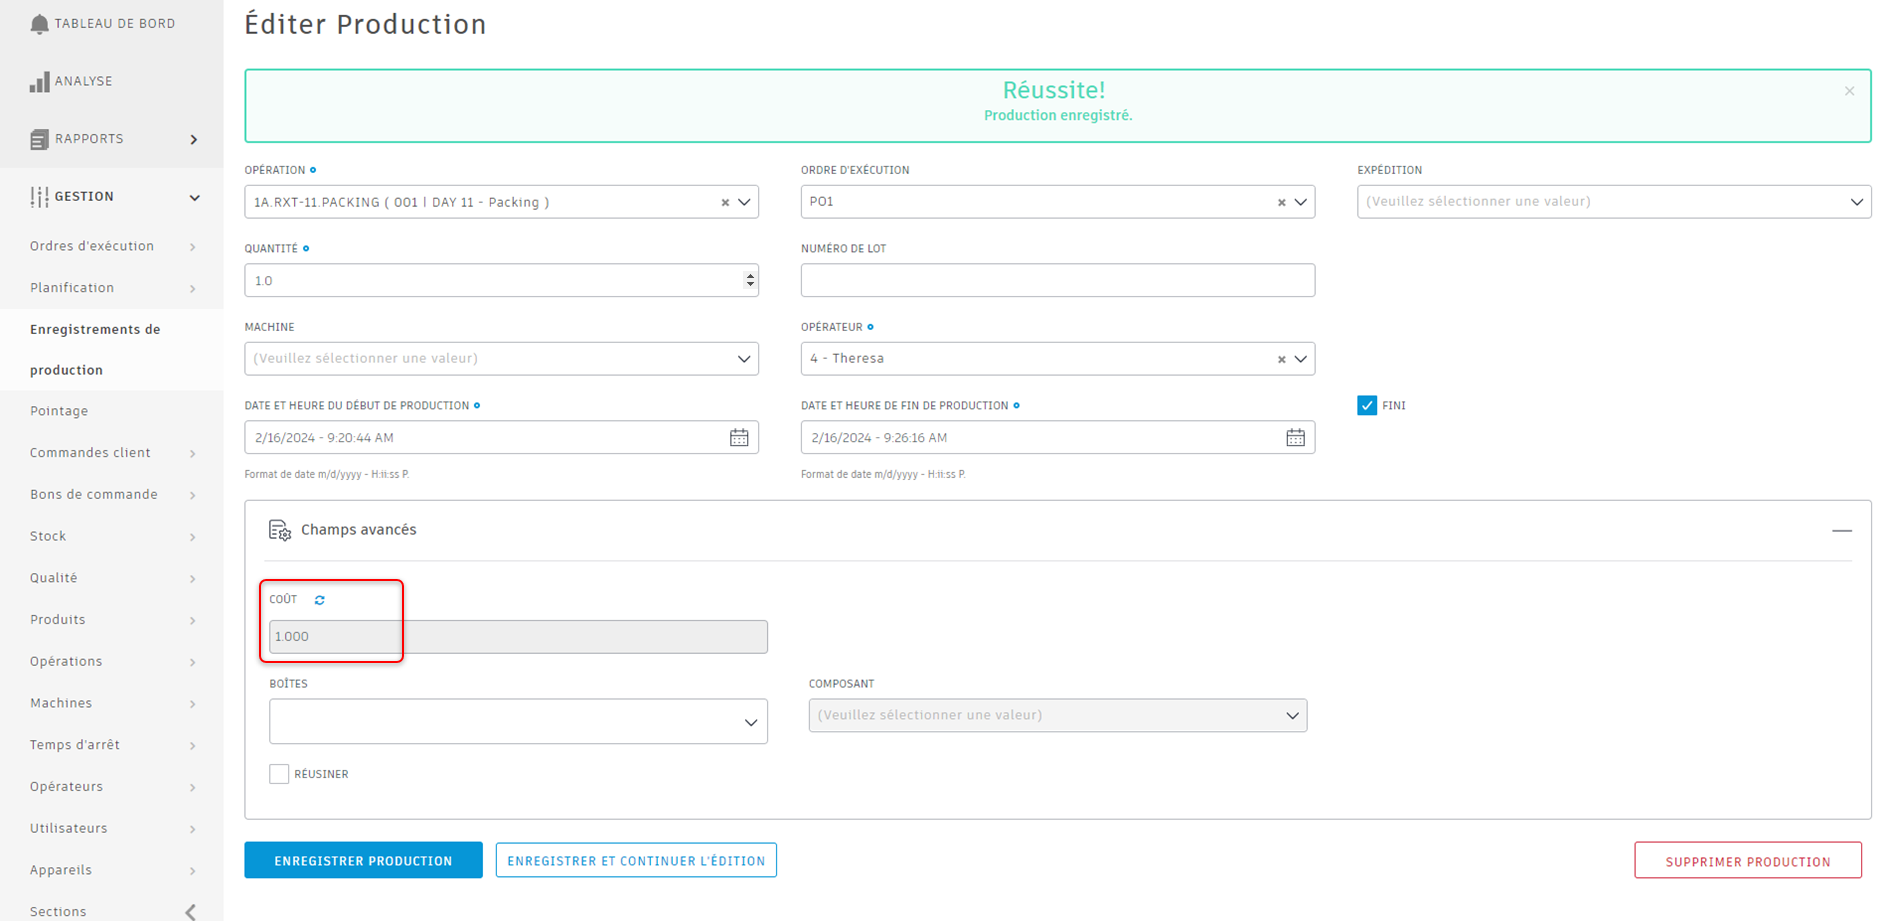 TABLEAU DE BORD
ANALYSE
RAPPORTS
GESTION
Ordres d'exécution
Planification
Enregistrements de
production
Pointage
Commandes client
Bons de commande
Stock
Qualité
Produits
Opérations
Machines
Temps d'arrêt
Opérateurs
Utilisateurs
Appareils
Sections
Éditer Production
Réussite!
Production enregistré.
OPÉRATION
1A.RXT-11.PACKING ( 001 | DAY 11 - Packing )
ORDRE D'EXÉCUTION
PO1
EXPÉDITION
(Veuillez sélectionner une valeur)
QUANTITÉ
1.0
NUMÉRO DE LOT
MACHINE
(Veuillez sélectionner une valeur)
OPÉRATEUR
4 - Theresa
DATE ET HEURE DU DÉBUT DE PRODUCTION
2/16/2024 - 9:20:44 AM
Format de date m/d/yyyy - H:ii:ss P.
DATE ET HEURE DE FIN DE PRODUCTION
2/16/2024 - 9:26:16 AM
Format de date m/d/yyyy - H:ii:ss P.
FINI
Champs avancés
COÛT
1.000
BOÎTES
COMPOSANT
(Veuillez sélectionner une valeur)
RÉUSINER
ENREGISTRER PRODUCTION
ENREGISTRER ET CONTINUER L'ÉDITION
SUPPRIMER PRODUCTION